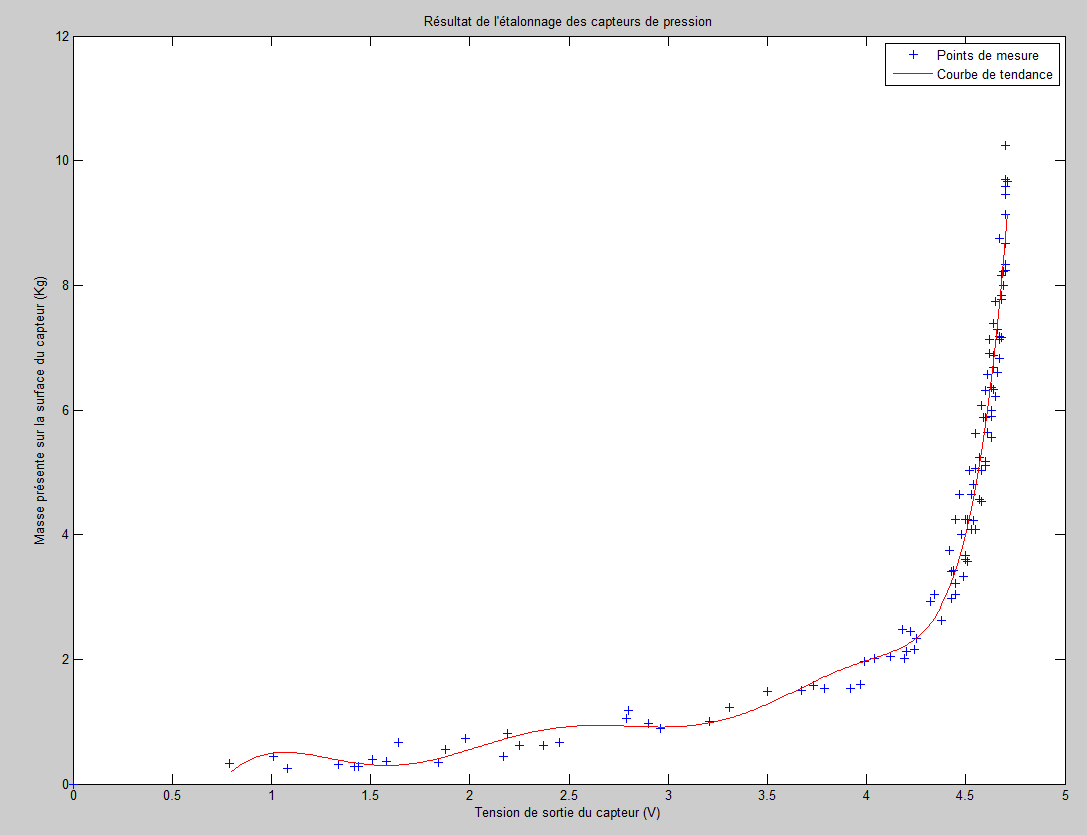 Résultat de l'étalonnage des capteurs de pression
Points de mesure
Courbe de tendance
Masse présente sur la surface du capteur (Kg)
12
10
8
6
4
2
0
0 0.5 1 1.5 2 2.5 3 3.5 4 4.5 5
Tension de sortie du capteur (V)